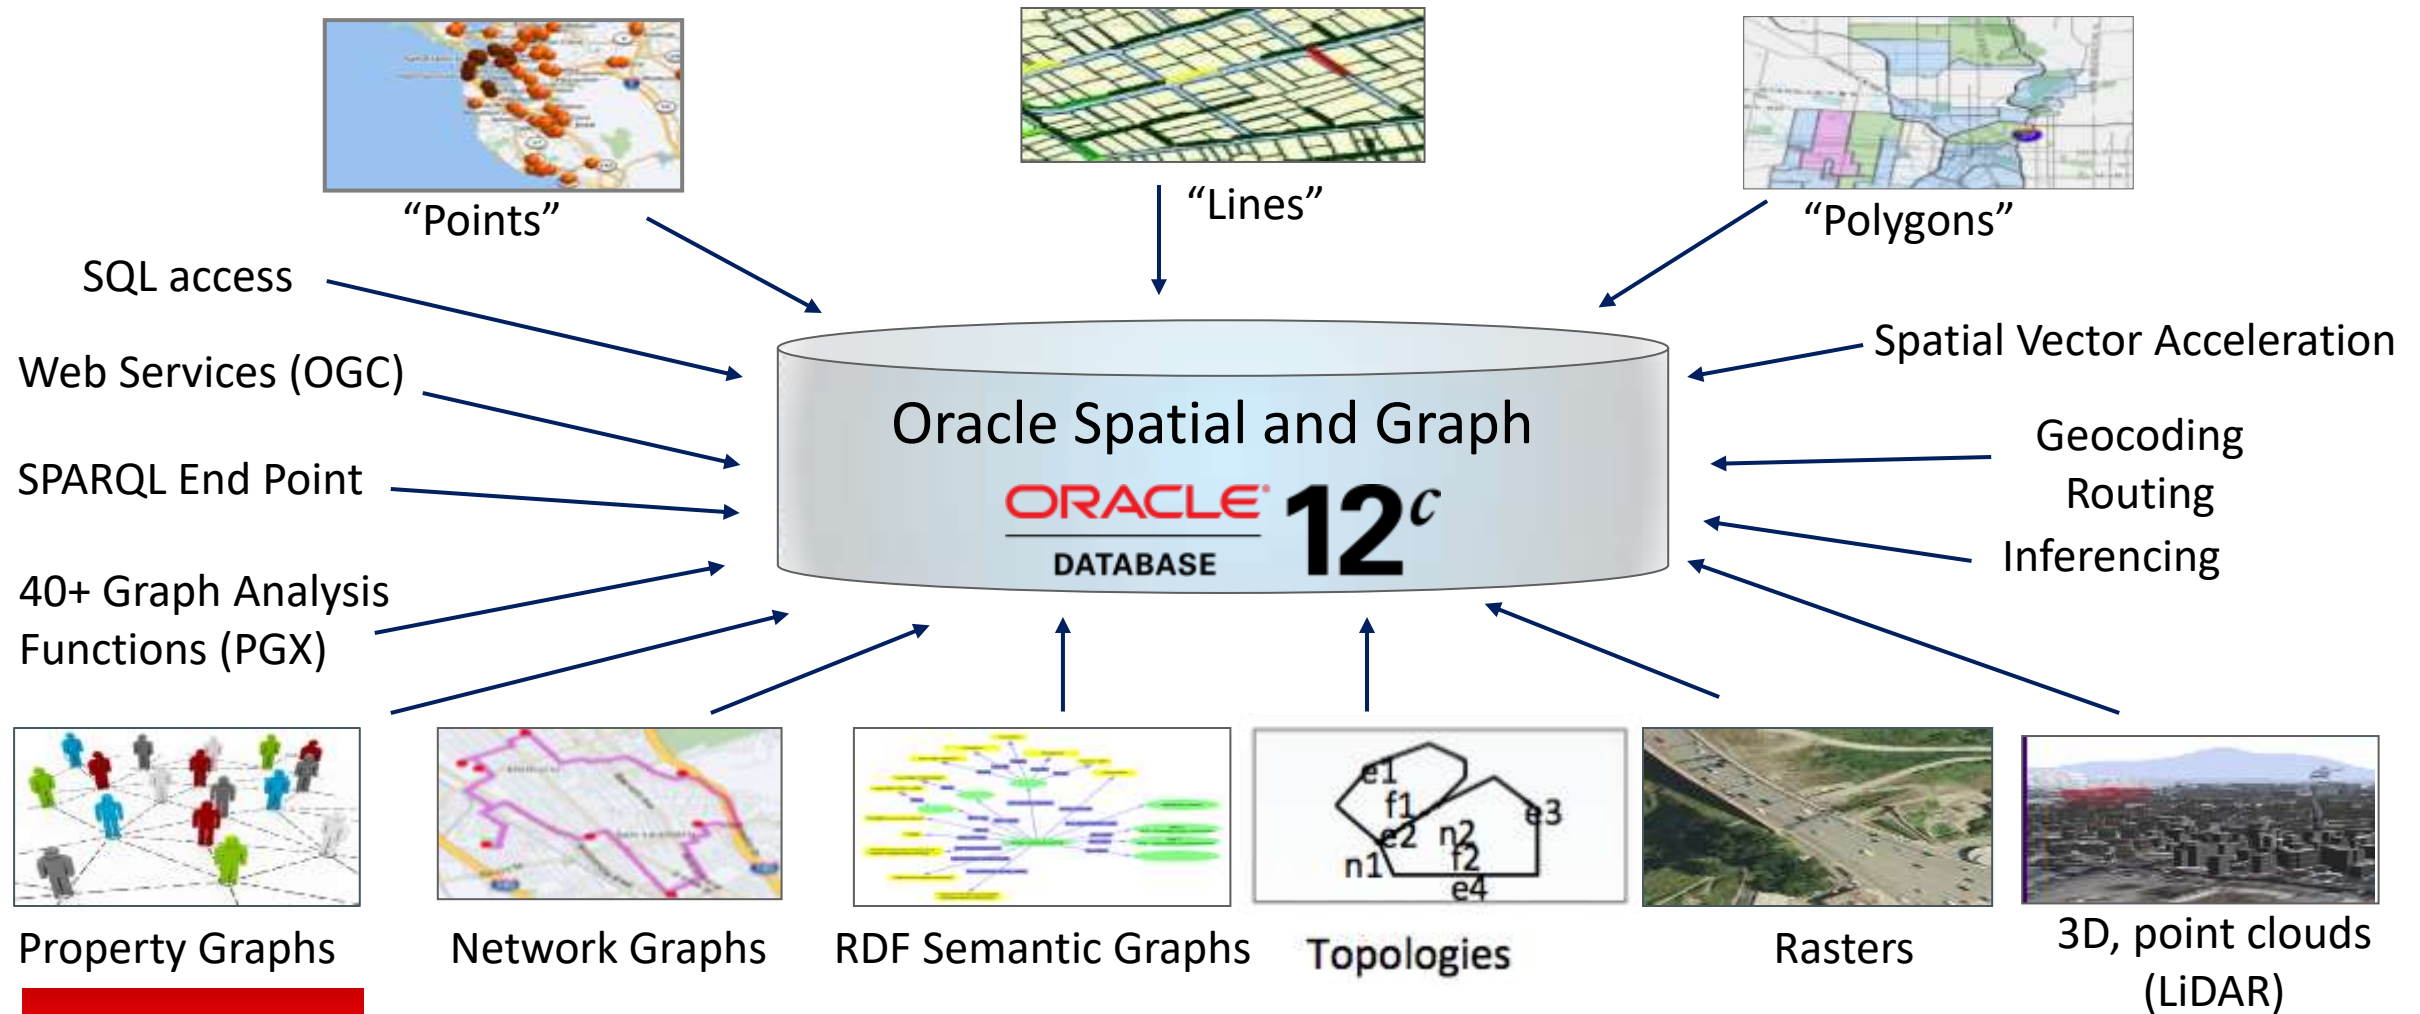 “Points”
“Lines”
“Polygons”
SQL access
Web Services (OGC)
SPARQL End Point
40+ Graph Analysis
Functions (PGX)
Oracle Spatial and Graph
ORACLE®
DATABASE
12c
Spatial Vector Acceleration
Geocoding
Routing
Inferencing
e1
f1
e2
n2
e3
n1
f2
e4
Property Graphs
Network Graphs
RDF Semantic Graphs
Topologies
Rasters
3D, point clouds
(LiDAR)